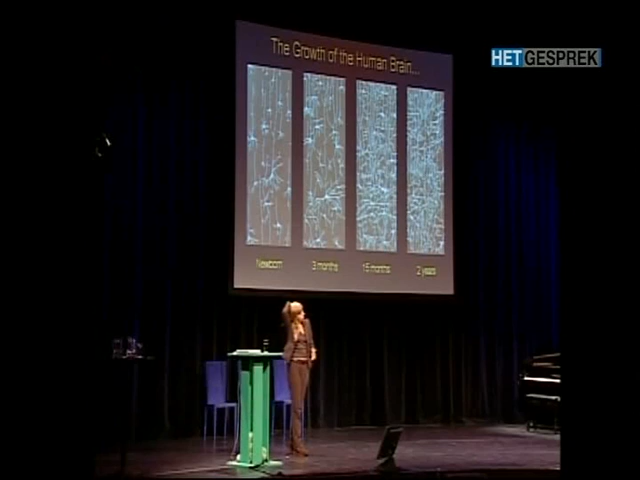 The Growth of the Human Brain...
HETGESPREK
Newborn
3 months
15 months
2 years